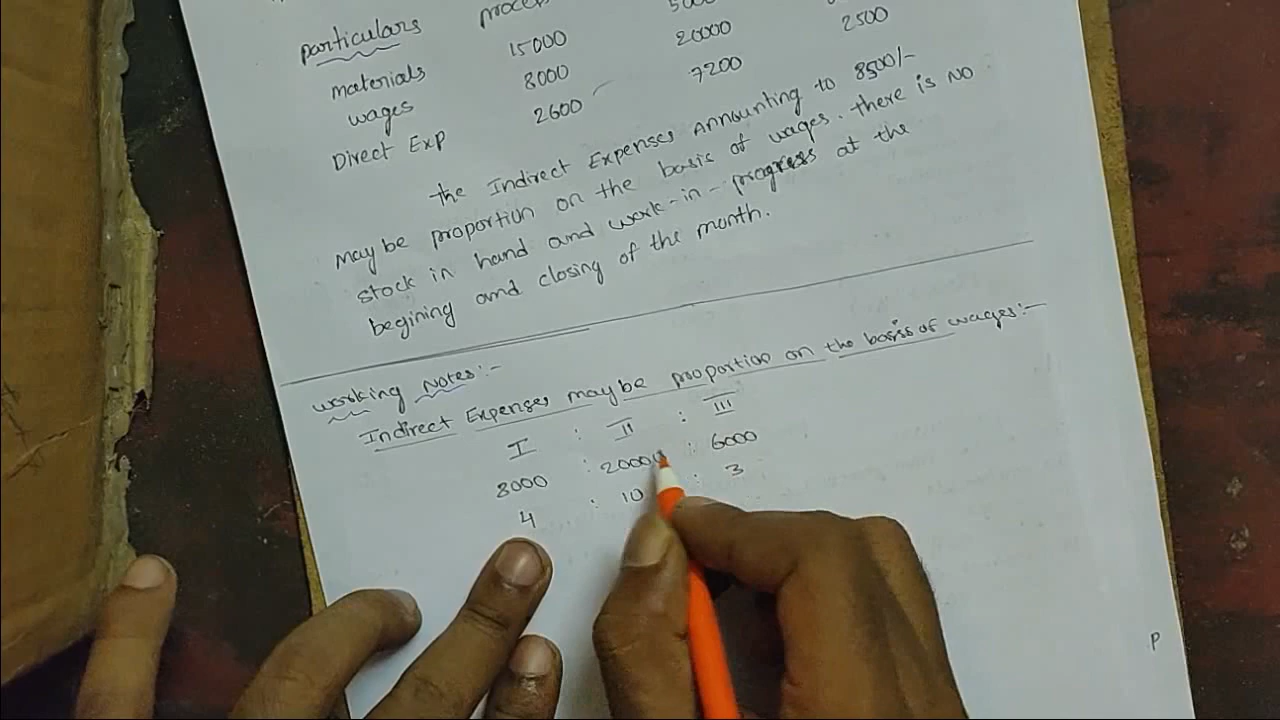 particulars
materials 15000 5000
wages 8000 20000 2500
Direct Exp 2600 7200
the Indirect Expenses Amounting to 8500/-
may be proportion on the basis of wages. there is No
stock in hand and work-in-progress at the
begining and closing of the month.
working Notes:-
Indirect Expenses may be proportion on the basis of wages:-
I : II : III
8000 : 20000 : 6000
4 : 10 : 3
P